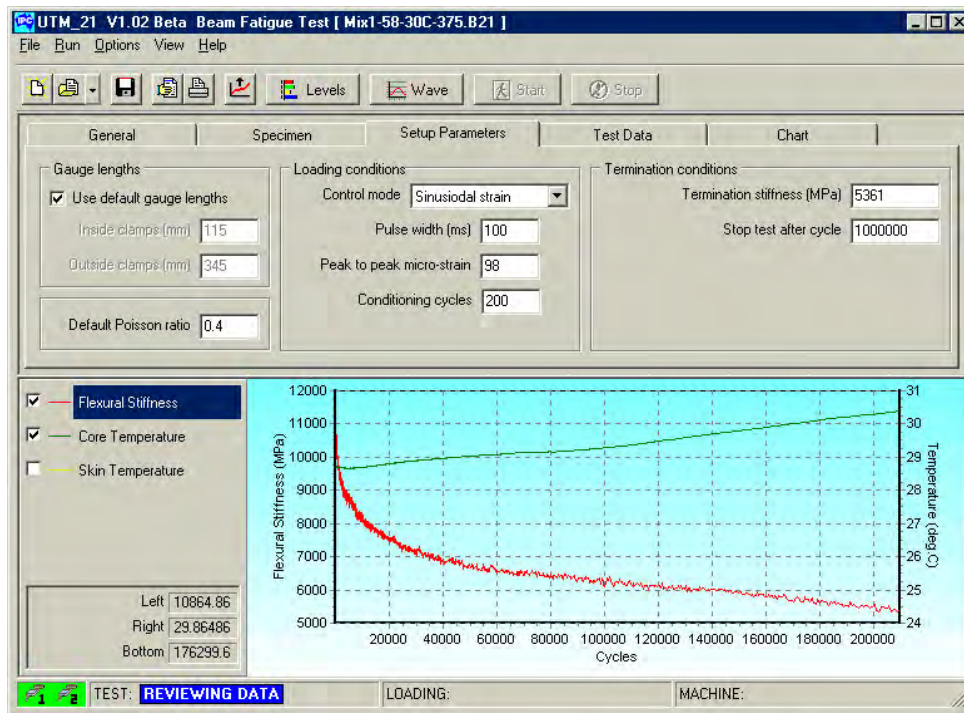 IPC UTM_21 V1.02 Beta Beam Fatigue Test [ Mix1-58-30C-375.B21 ]
File Run Options View Help
Levels Wave Start Stop
General Specimen Setup Parameters Test Data Chart
Gauge lengths
Use default gauge lengths
Inside clamps (mm) 115
Outside clamps (mm) 345
Default Poisson ratio 0.4
Loading conditions
Control mode Sinusiodal strain
Pulse width (ms) 100
Peak to peak micro-strain 98
Conditioning cycles 200
Termination conditions
Termination stiffness (MPa) 5361
Stop test after cycle 1000000
Flexural Stiffness
Core Temperature
Skin Temperature
Left 10864.86
Right 29.86486
Bottom 176299.6
Flexural Stiffness (MPa)
12000
11000
10000
9000
8000
7000
6000
5000
31
30
29
28
27
26
25
24
Temperature (deg.C)
20000 40000 60000 80000 100000 120000 140000 160000 180000 200000
Cycles
1 2 TEST: REVIEWING DATA LOADING: MACHINE: